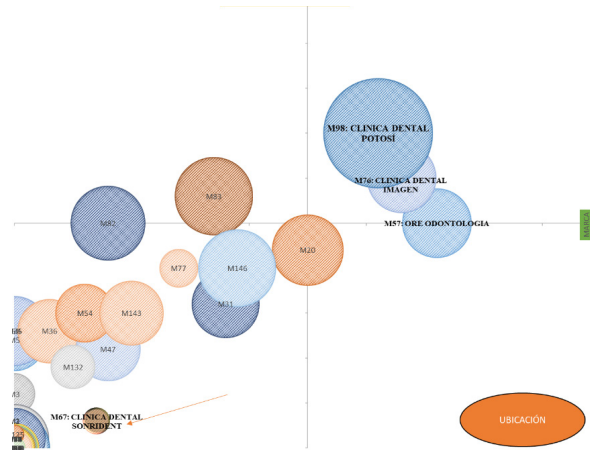 M98: CLINICA DENTAL
POTOSÍ
M76: CLINICA DENTAL
IMAGEN
M83
M82
M57: ORE ODONTOLOGIA
MARCA
M20
M77
M146
M31
M54
M143
M36
M47
M132
M3
M67: CLINICA DENTAL
SONRIDENT
UBICACIÓN